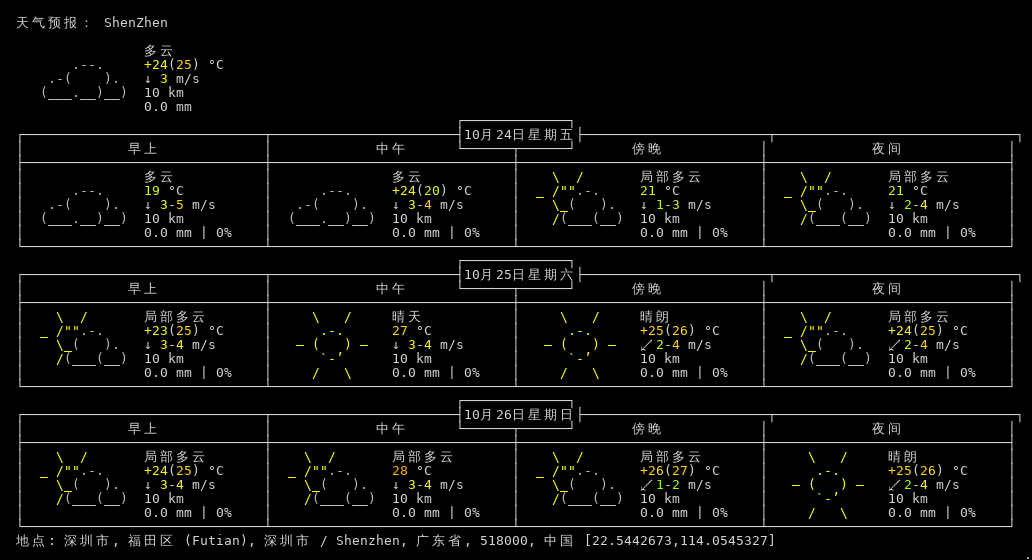 天气预报： ShenZhen
多云
+24(25) °C
↓ 3 m/s
10 km
0.0 mm
10月24日星期五
早上 中午 傍晚 夜间
多云 多云 局部多云 局部多云
19 °C +24(20) °C 21 °C 21 °C
↓ 3-5 m/s ↓ 3-4 m/s ↓ 1-3 m/s ↓ 2-4 m/s
10 km 10 km 10 km 10 km
0.0 mm | 0% 0.0 mm | 0% 0.0 mm | 0% 0.0 mm | 0%
10月25日星期六
早上 中午 傍晚 夜间
局部多云 晴天 晴朗 局部多云
+23(25) °C 27 °C +25(26) °C +24(25) °C
↓ 3-4 m/s ↓ 3-4 m/s ↙ 2-4 m/s ↙ 2-4 m/s
10 km 10 km 10 km 10 km
0.0 mm | 0% 0.0 mm | 0% 0.0 mm | 0% 0.0 mm | 0%
10月26日星期日
早上 中午 傍晚 夜间
局部多云 局部多云 局部多云 晴朗
+24(25) °C 28 °C +26(27) °C +25(26) °C
↓ 3-4 m/s ↓ 3-4 m/s ↙ 1-2 m/s ↙ 2-4 m/s
10 km 10 km 10 km 10 km
0.0 mm | 0% 0.0 mm | 0% 0.0 mm | 0% 0.0 mm | 0%
地点: 深圳市, 福田区 (Futian), 深圳市 / Shenzhen, 广东省, 518000, 中国 [22.5442673,114.0545327]